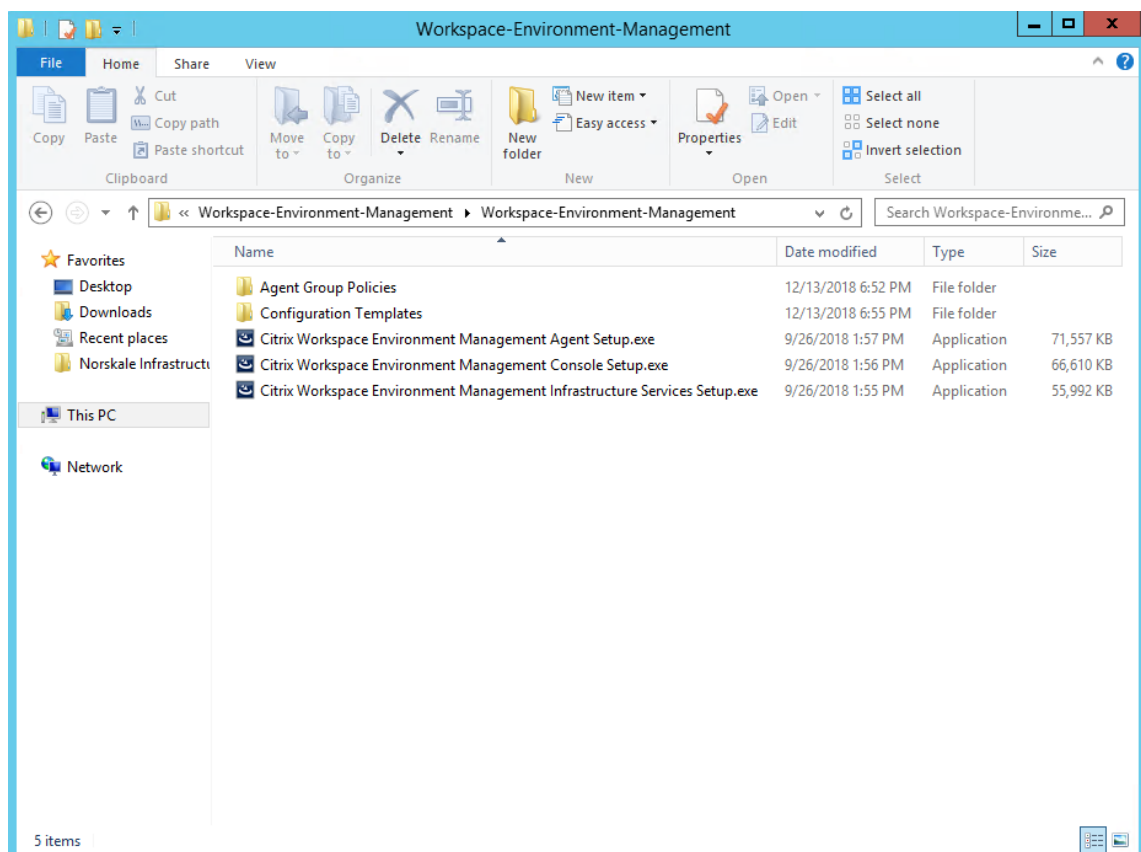 Workspace-Environment-Management
File Home Share View
Copy
Paste
Cut
Copy path
Paste shortcut
Clipboard
Move to
Copy to
Delete
Rename
Organize
New folder
New item
Easy access
New
Properties
Open
Edit
Open
Select all
Select none
Invert selection
Select
« Workspace-Environment-Management Workspace-Environment-Management
Search Workspace-Environme...
Favorites
Desktop
Downloads
Recent places
Norskale Infrastructu
This PC
Network
Name Date modified Type Size
Agent Group Policies 12/13/2018 6:52 PM File folder
Configuration Templates 12/13/2018 6:55 PM File folder
Citrix Workspace Environment Management Agent Setup.exe 9/26/2018 1:57 PM Application 71,557 KB
Citrix Workspace Environment Management Console Setup.exe 9/26/2018 1:56 PM Application 66,610 KB
Citrix Workspace Environment Management Infrastructure Services Setup.exe 9/26/2018 1:55 PM Application 55,992 KB
5 items